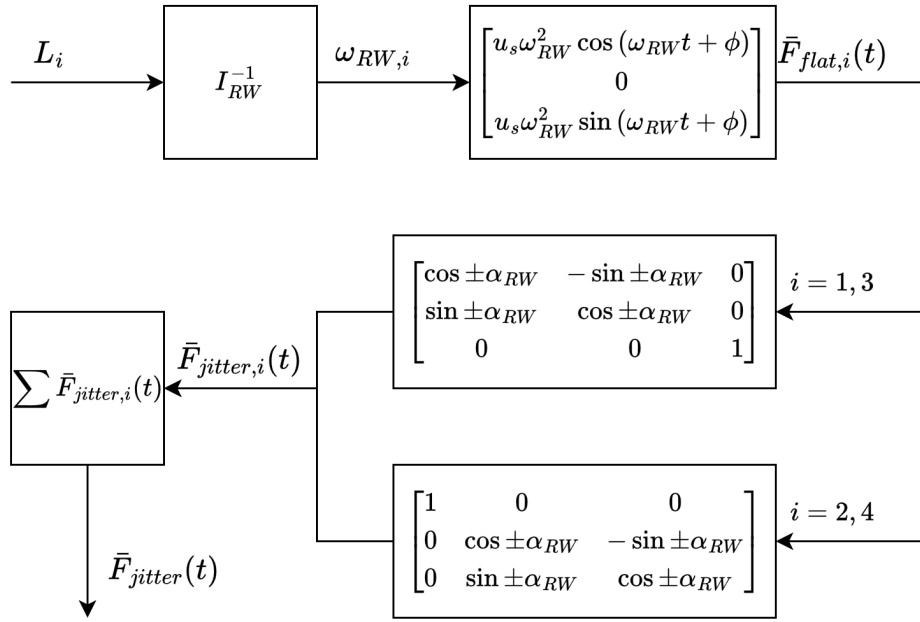 L_i
I_{RW}^{-1}
ω_{RW,i}
[u_s ω_{RW}^2 cos (ω_{RW} t + ϕ)]
[0]
[u_s ω_{RW}^2 sin (ω_{RW} t + ϕ)]
F̄_{flat,i}(t)
[cos ±α_{RW} − sin ±α_{RW} 0]
[sin ±α_{RW} cos ±α_{RW} 0]
[0 0 1]
i = 1, 3
∑ F̄_{jitter,i}(t)
F̄_{jitter,i}(t)
[1 0 0]
[0 cos ±α_{RW} − sin ±α_{RW}]
[0 sin ±α_{RW} cos ±α_{RW}]
i = 2, 4
F̄_{jitter}(t)